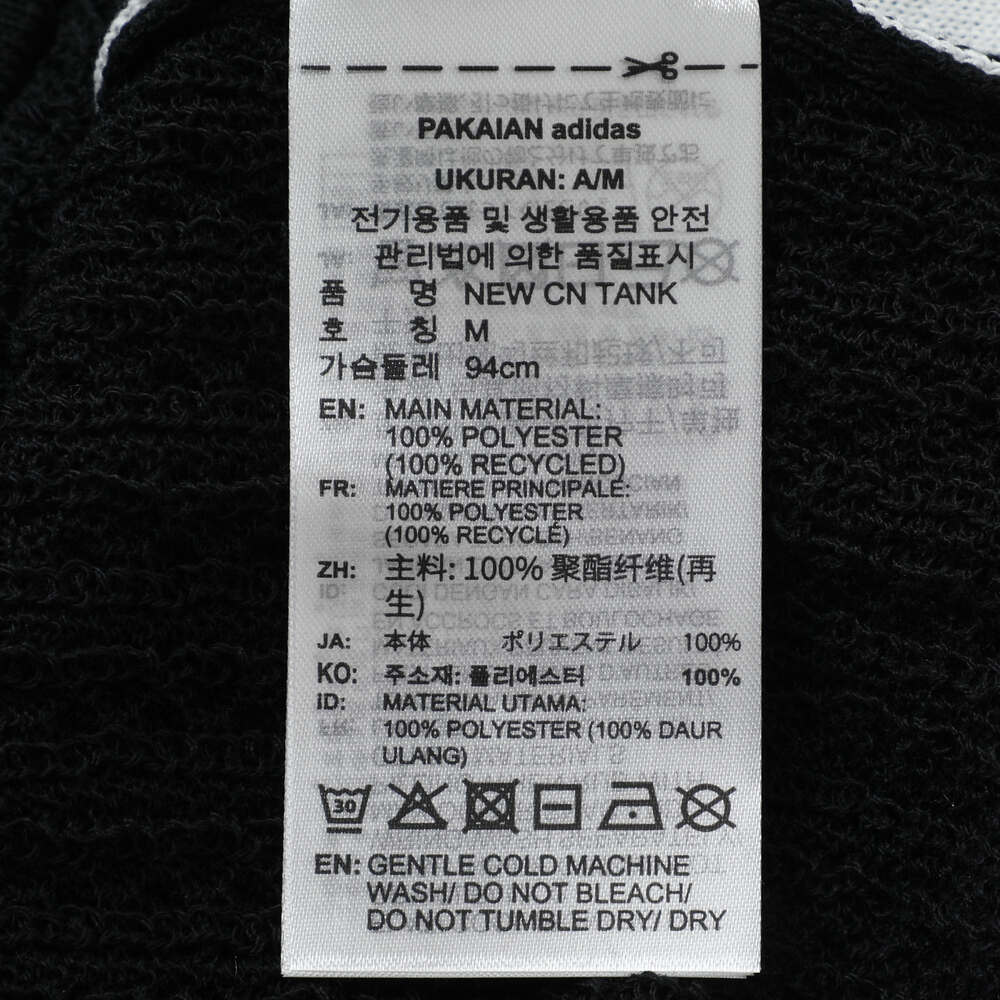 PAKAIAN adidas
UKURAN: A/M
전기용품 및 생활용품 안전
관리법에 의한 품질표시
품 명 NEW CN TANK
호 칭 M
가슴둘레 94cm
EN: MAIN MATERIAL:
100% POLYESTER
(100% RECYCLED)
FR: MATIERE PRINCIPALE:
100% POLYESTER
(100% RECYCLÉ)
ZH: 主料: 100% 聚酯纤维(再
生)
JA: 本体 ポリエステル 100%
KO: 주소재: 폴리에스터 100%
ID: MATERIAL UTAMA:
100% POLYESTER (100% DAUR
ULANG)
30
EN: GENTLE COLD MACHINE
WASH/ DO NOT BLEACH/
DO NOT TUMBLE DRY/ DRY